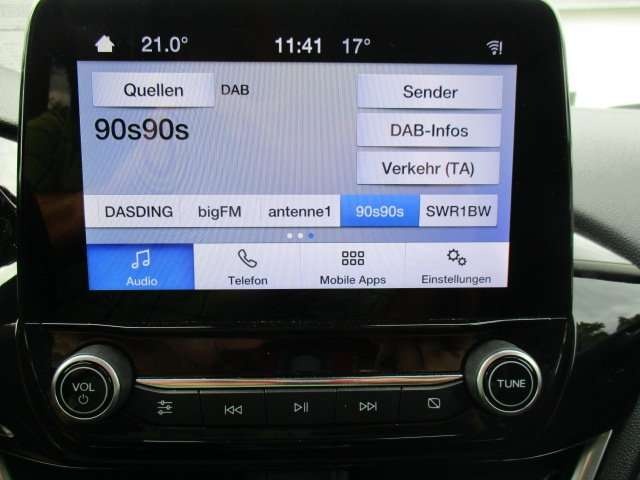 21.0° 11:41 17°
Quellen DAB Sender
90s90s DAB-Infos
Verkehr (TA)
DASDING bigFM antenne1 90s90s SWR1BW
Audio Telefon Mobile Apps Einstellungen
VOL TUNE